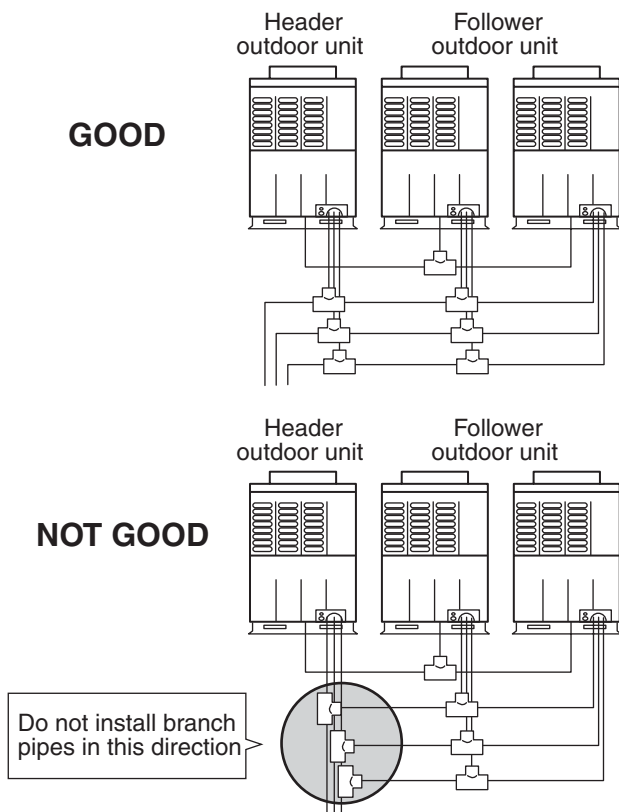 Header
outdoor unit
Follower
outdoor unit
GOOD
Header
outdoor unit
Follower
outdoor unit
NOT GOOD
Do not install branch
pipes in this direction